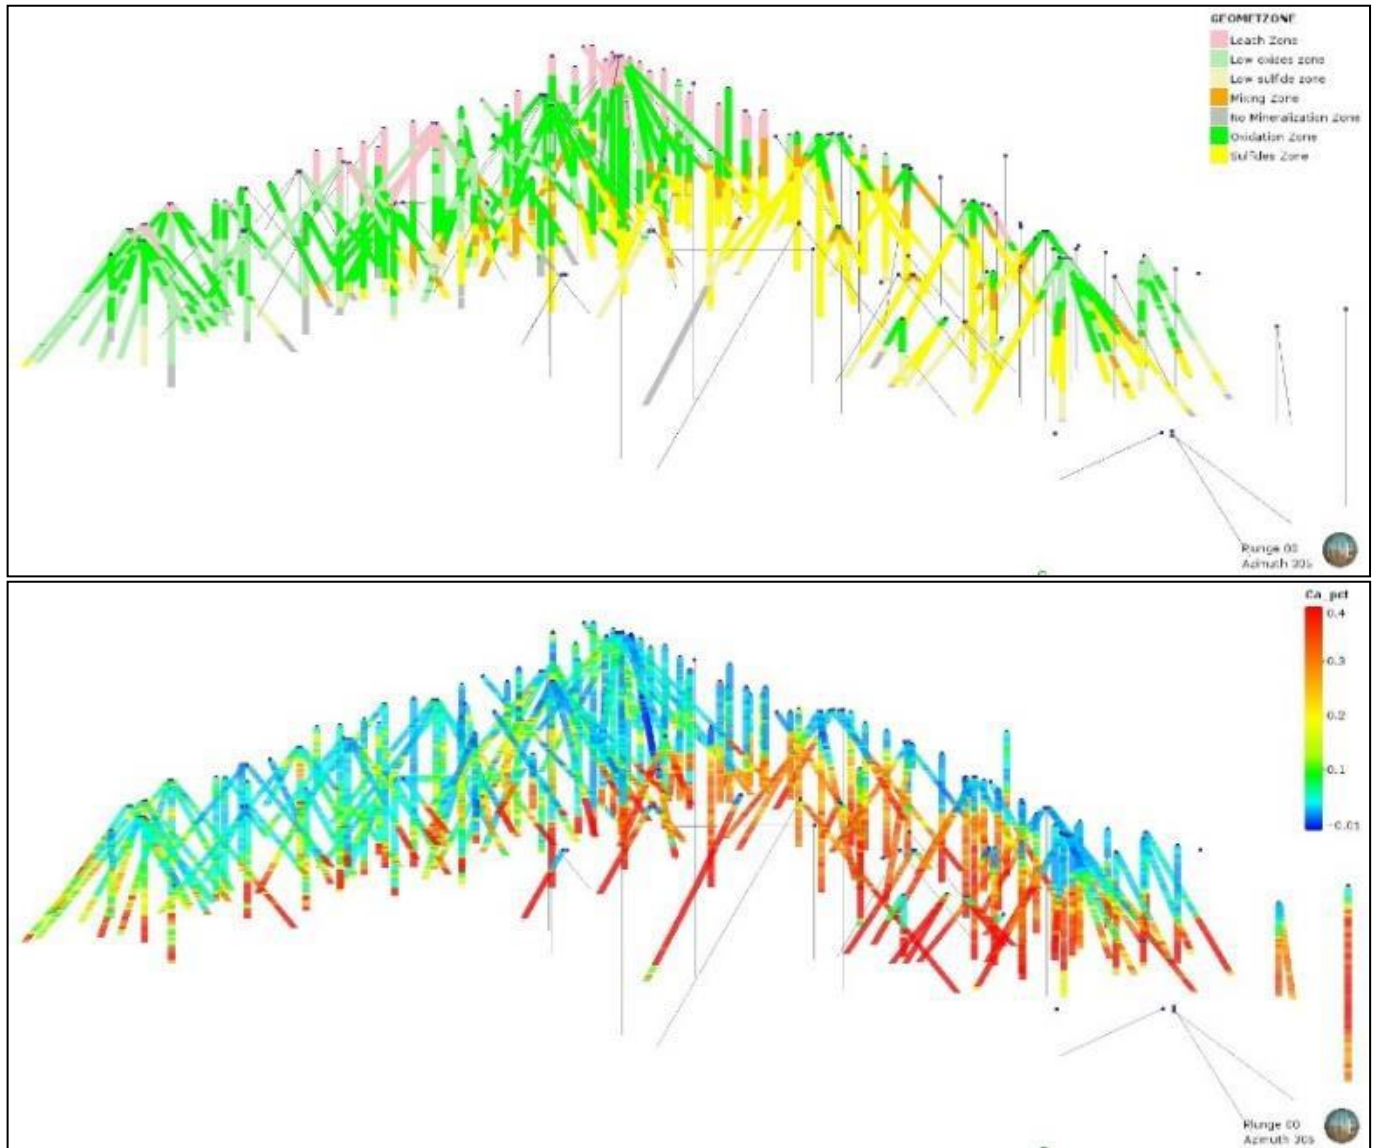 GEOMETZONE
Leach Zone
Low oxides zone
Low sulfide zone
Mixing Zone
No Mineralization Zone
Oxidation Zone
Sulfides Zone
Plunge 00
Azimuth 305
Ca_pct
0.4
0.3
0.2
0.1
-0.01
Plunge 00
Azimuth 305